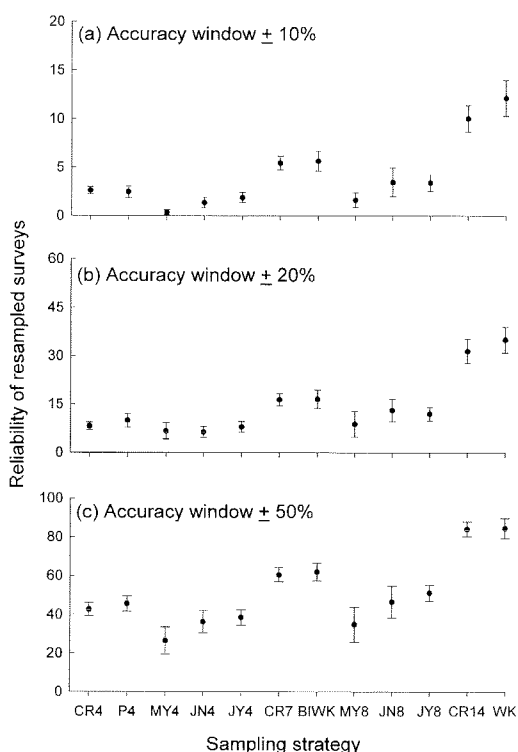 (a) Accuracy window ± 10%
20
15
10
5
0
(b) Accuracy window ± 20%
60
45
30
15
0
(c) Accuracy window ± 50%
100
80
60
40
20
0
Reliability of resampled surveys
CR4 P4 MY4 JN4 JY4 CR7 BIWK MY8 JN8 JY8 CR14 WK
Sampling strategy